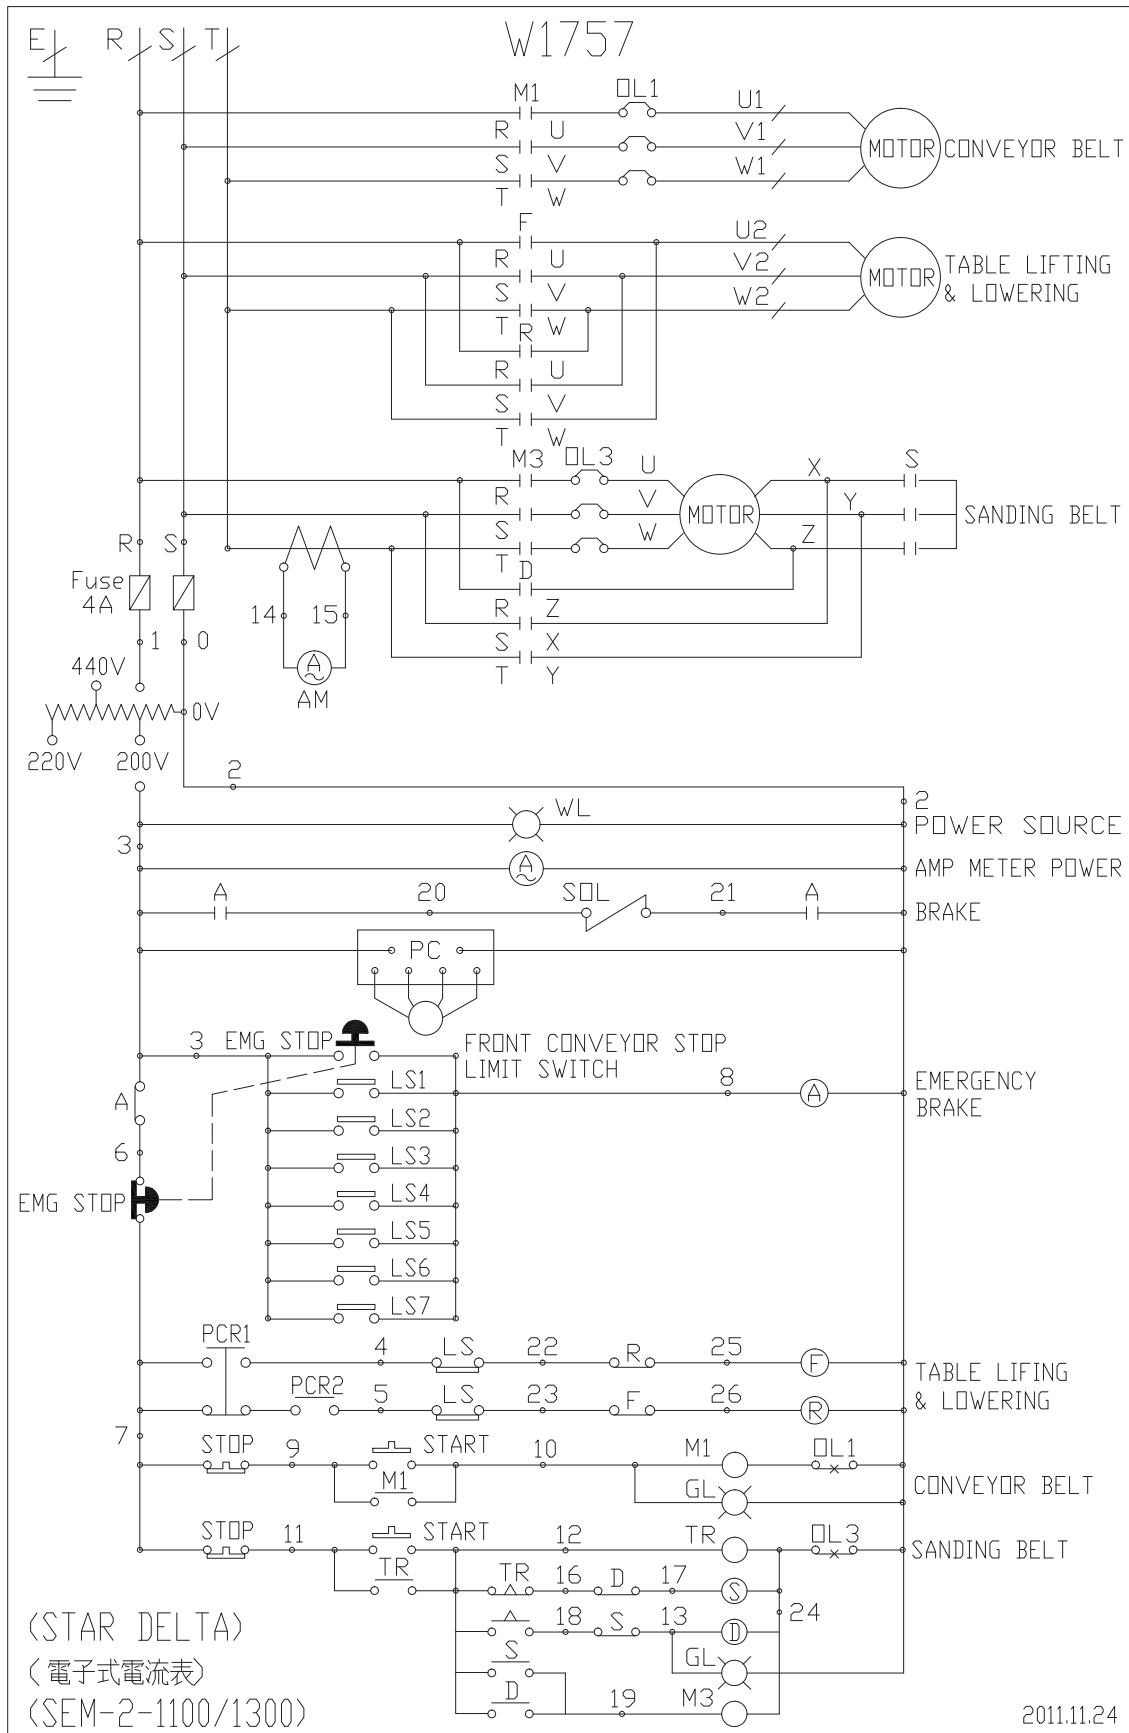 W1757
E R S T
M1 OL1 U1
R U V1
S V W1
T W
MOTOR CONVEYOR BELT
F U2
R U V2
S V W2
T W
MOTOR TABLE LIFTING
& LOWERING
R
R U
S V
T W
M3 OL3 U X S
R V Y
S W Z
T
MOTOR SANDING BELT
D
R Z
S X
T Y
R S
Fuse
4A
1 0
14 15
A
AM
440V
0V
220V 200V
2
2
WL POWER SOURCE
3
A AMP METER POWER
A 20 SOL 21 A BRAKE
PC
3 EMG STOP FRONT CONVEYOR STOP
LIMIT SWITCH
LS1 8 A EMERGENCY
BRAKE
A
LS2
6
LS3
EMG STOP LS4
LS5
LS6
LS7
PCR1 4 LS 22 R 25 F
TABLE LIFING
& LOWERING
PCR2 5 LS 23 F 26 R
7
STOP 9 START 10 M1 OL1
M1 GL
CONVEYOR BELT
STOP 11 START 12 TR OL3 SANDING BELT
TR TR 16 D 17 S
24
18 S 13 D
S GL
D 19 M3
(STAR DELTA)
(電子式電流表)
(SEM-2-1100/1300)
2011.11.24